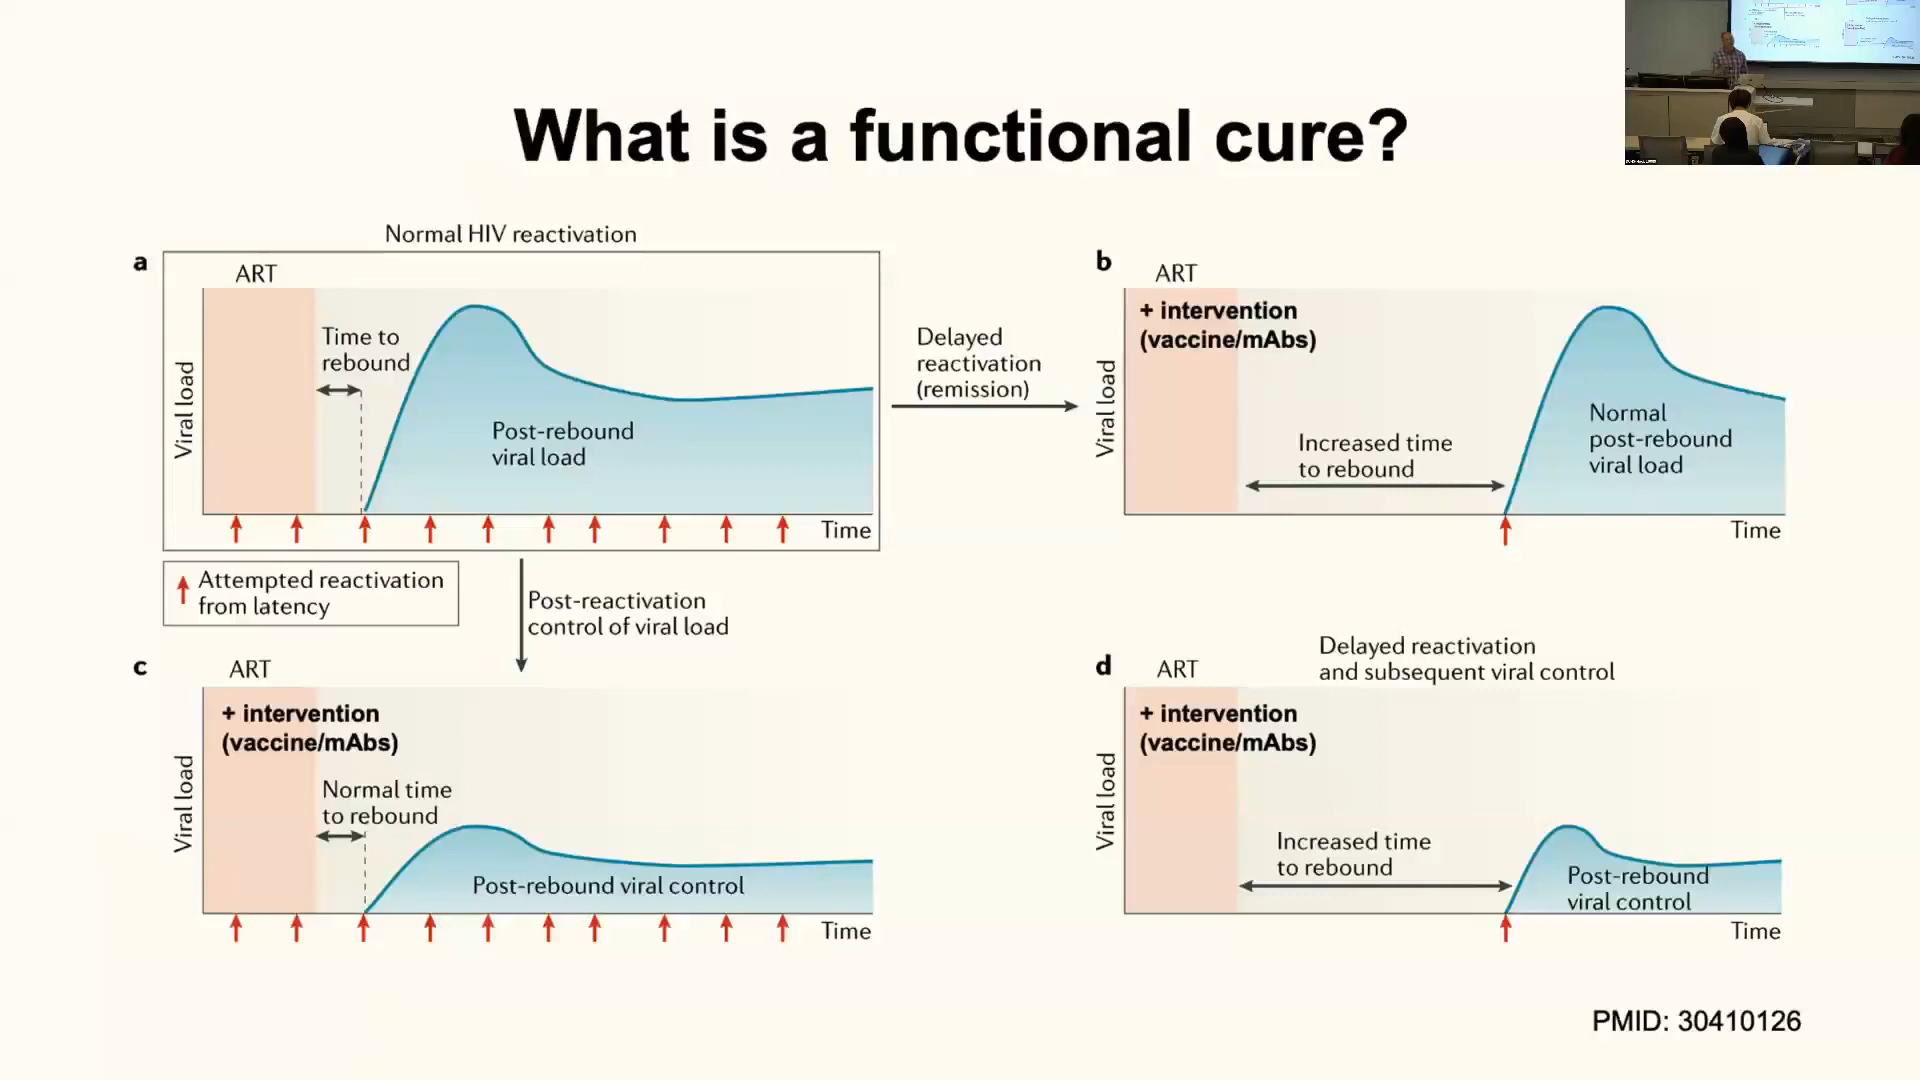 What is a functional cure?
Normal HIV reactivation
a
ART
Time to
rebound
Viral load
Post-rebound
viral load
Time
Attempted reactivation
from latency
Delayed
reactivation
(remission)
b
ART
+ intervention
(vaccine/mAbs)
Viral load
Increased time
to rebound
Normal
post-rebound
viral load
Time
Post-reactivation
control of viral load
c
ART
+ intervention
(vaccine/mAbs)
Viral load
Normal time
to rebound
Post-rebound viral control
Time
d
Delayed reactivation
and subsequent viral control
ART
+ intervention
(vaccine/mAbs)
Viral load
Increased time
to rebound
Post-rebound
viral control
Time
PMID: 30410126